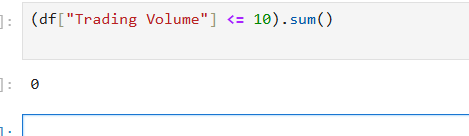 ]: (df["Trading Volume"] <= 10).sum()
]: 0
]: